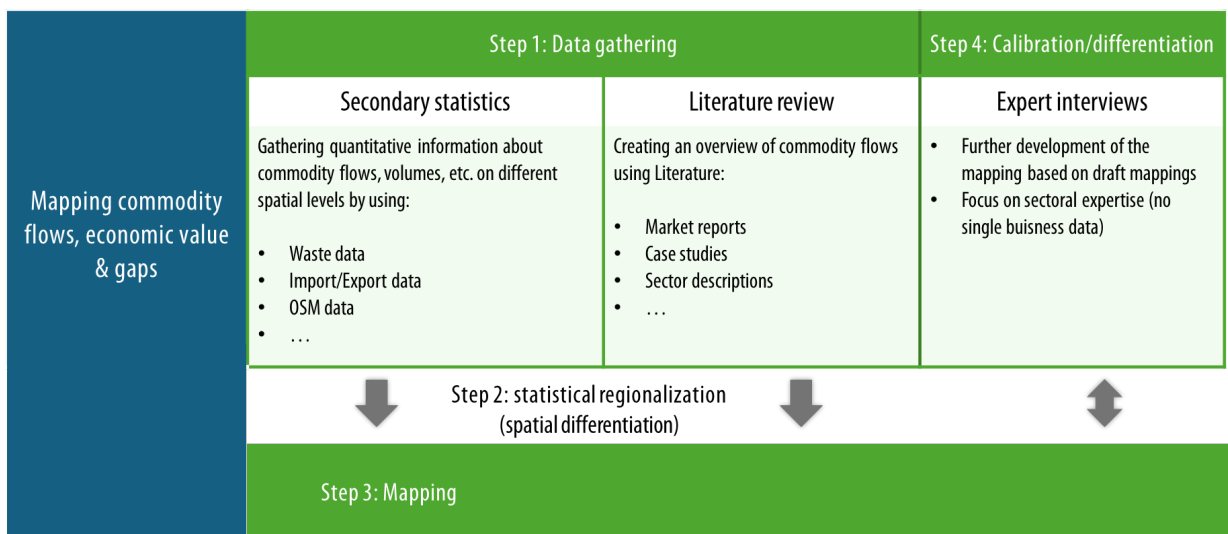 Mapping commodity
flows, economic value
& gaps
Step 1: Data gathering
Step 4: Calibration/differentiation
Secondary statistics
Gathering quantitative information about
commodity flows, volumes, etc. on different
spatial levels by using:
• Waste data
• Import/Export data
• OSM data
• ...
Literature review
Creating an overview of commodity flows
using Literature:
• Market reports
• Case studies
• Sector descriptions
• ...
Expert interviews
• Further development of the
mapping based on draft mappings
• Focus on sectoral expertise (no
single buisness data)
Step 2: statistical regionalization
(spatial differentiation)
Step 3: Mapping